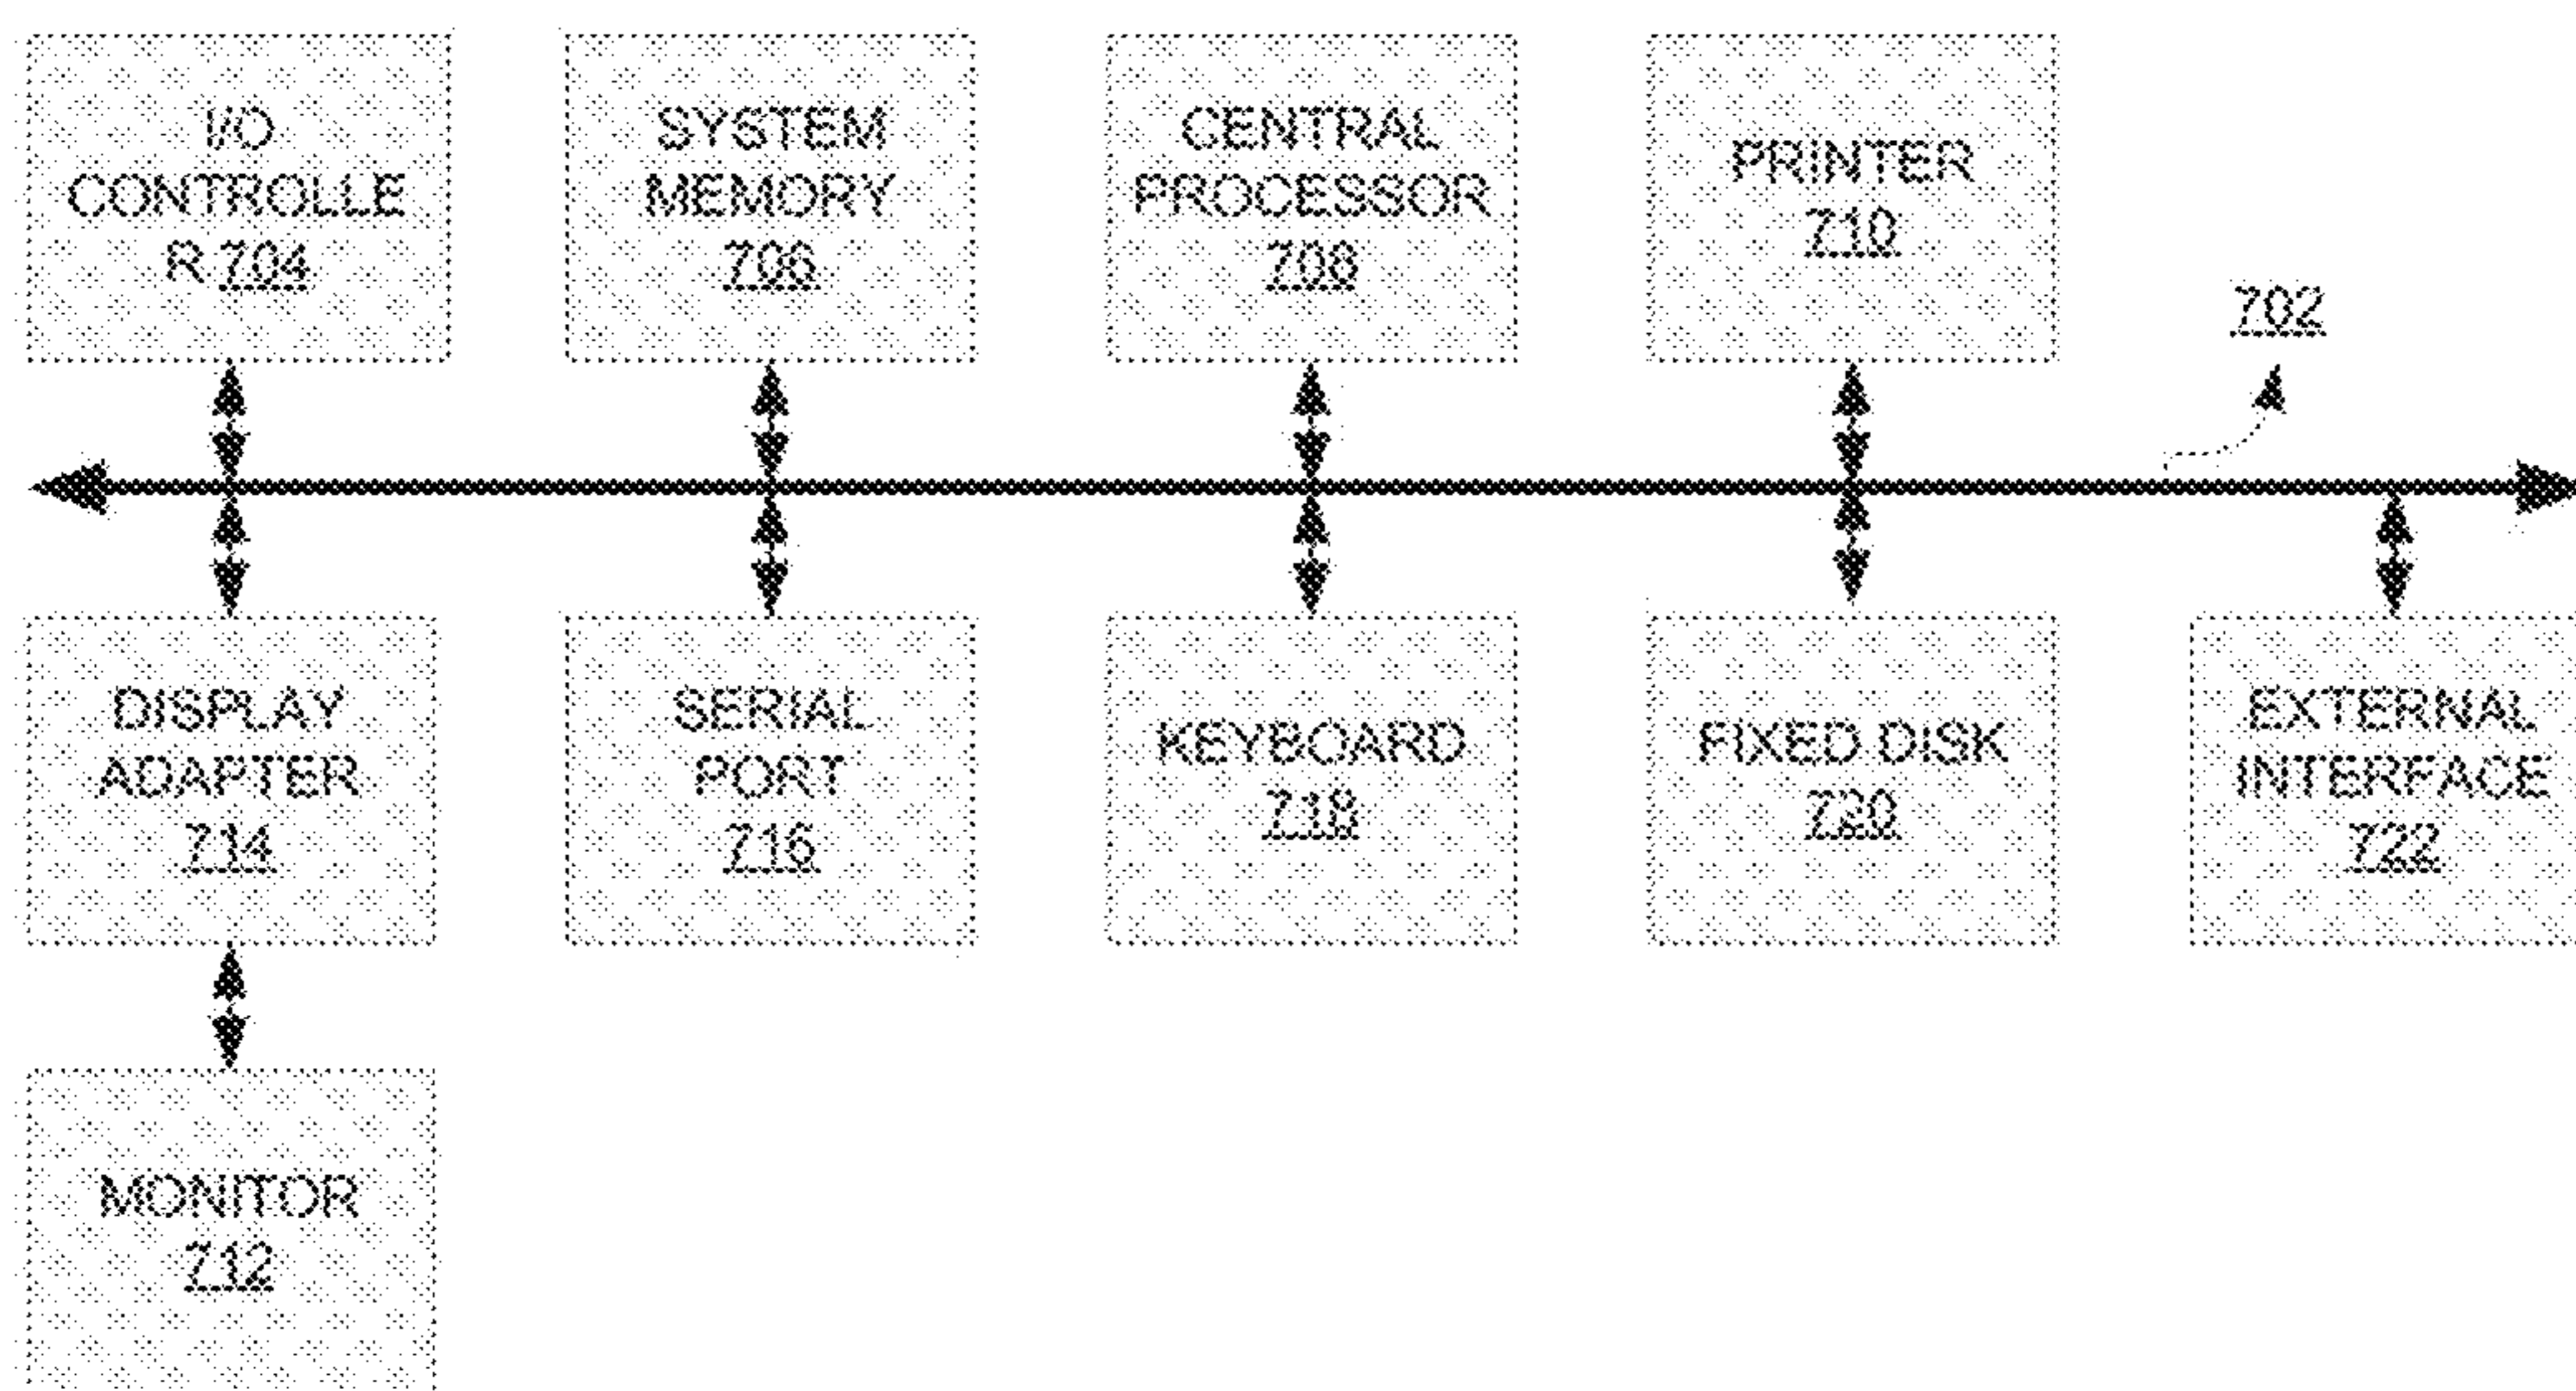 I/O
CONTROLLE
R 704
SYSTEM
MEMORY
706
CENTRAL
PROCESSOR
708
PRINTER
710
702
DISPLAY
ADAPTER
714
SERIAL
PORT
716
KEYBOARD
718
FIXED DISK
720
EXTERNAL
INTERFACE
722
MONITOR
712